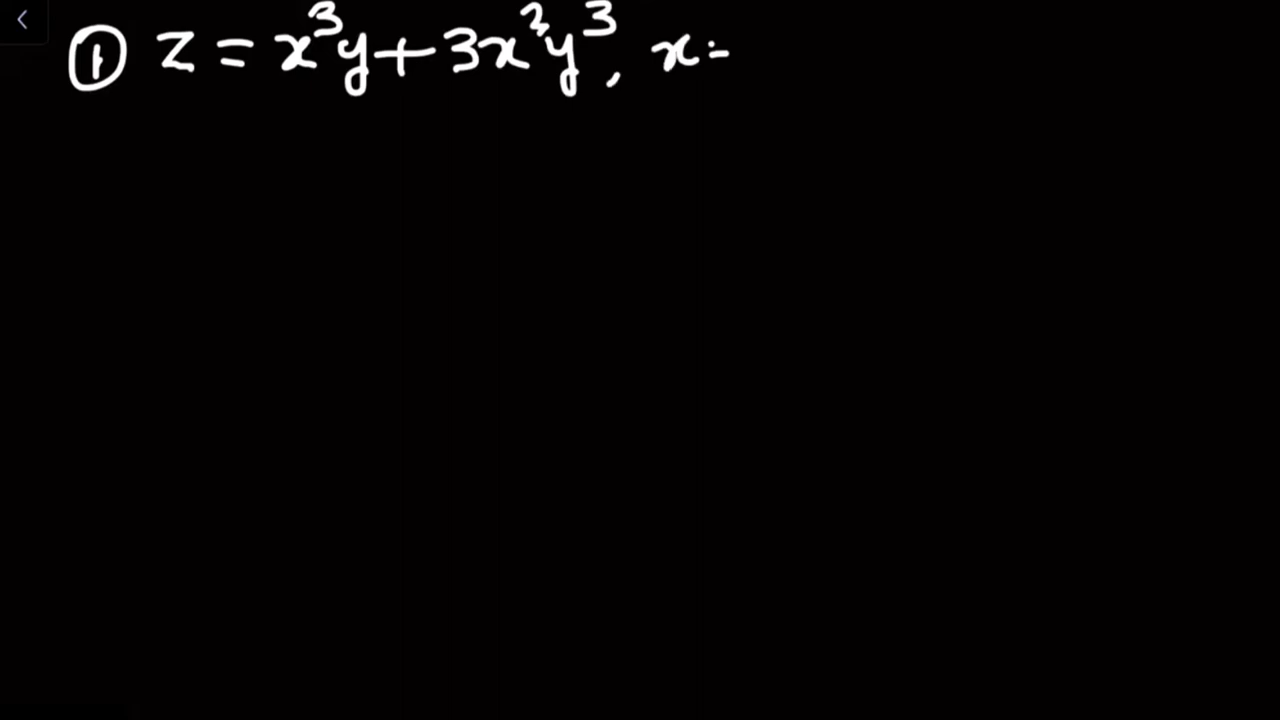 ① z = x³y + 3x²y³, x =